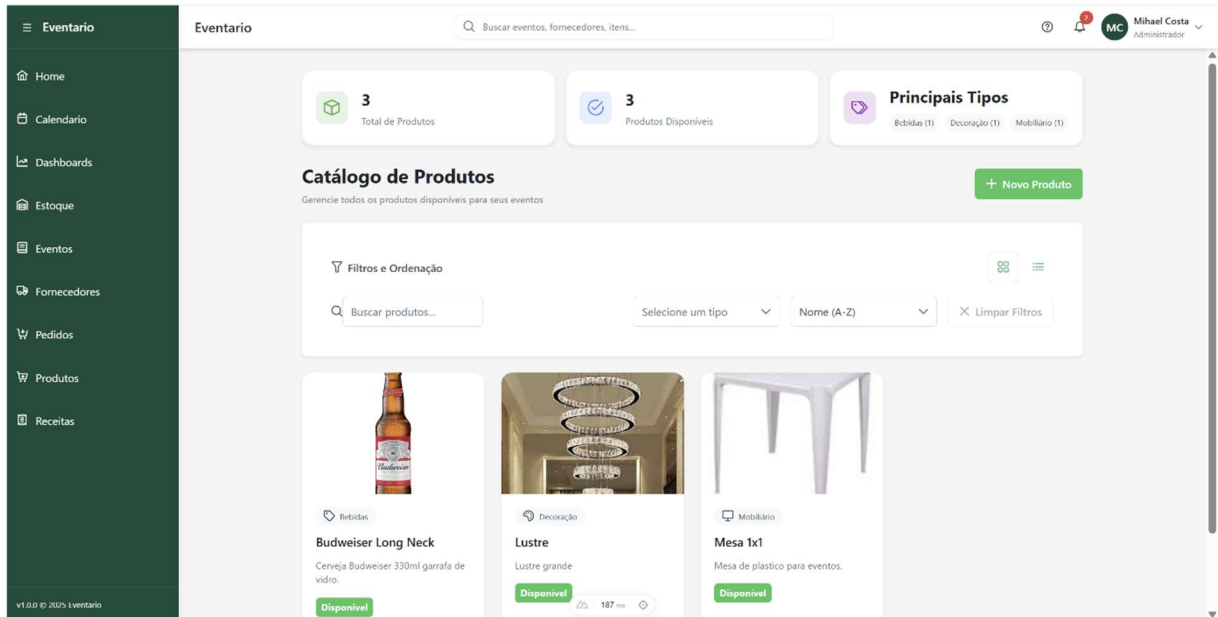 Eventario
Eventario
Buscar eventos, fornecedores, itens...
2
MC
Mihael Costa
Administrador
Home
Calendario
Dashboards
Estoque
Eventos
Fornecedores
Pedidos
Produtos
Receitas
v1.0.0 © 2025 Eventario
3
Total de Produtos
3
Produtos Disponíveis
Principais Tipos
Bebidas (1) Decoração (1) Mobiliário (1)
Catálogo de Produtos
Gerencie todos os produtos disponíveis para seus eventos
+ Novo Produto
Filtros e Ordenação
Buscar produtos...
Selecione um tipo
Nome (A-Z)
Limpar Filtros
Budweiser
Bebidas
Budweiser Long Neck
Cerveja Budweiser 330ml garrafa de
vidro.
Disponível
Decoração
Lustre
Lustre grande
Disponível
Mobiliário
Mesa 1x1
Mesa de plastico para eventos.
Disponível
187 ms